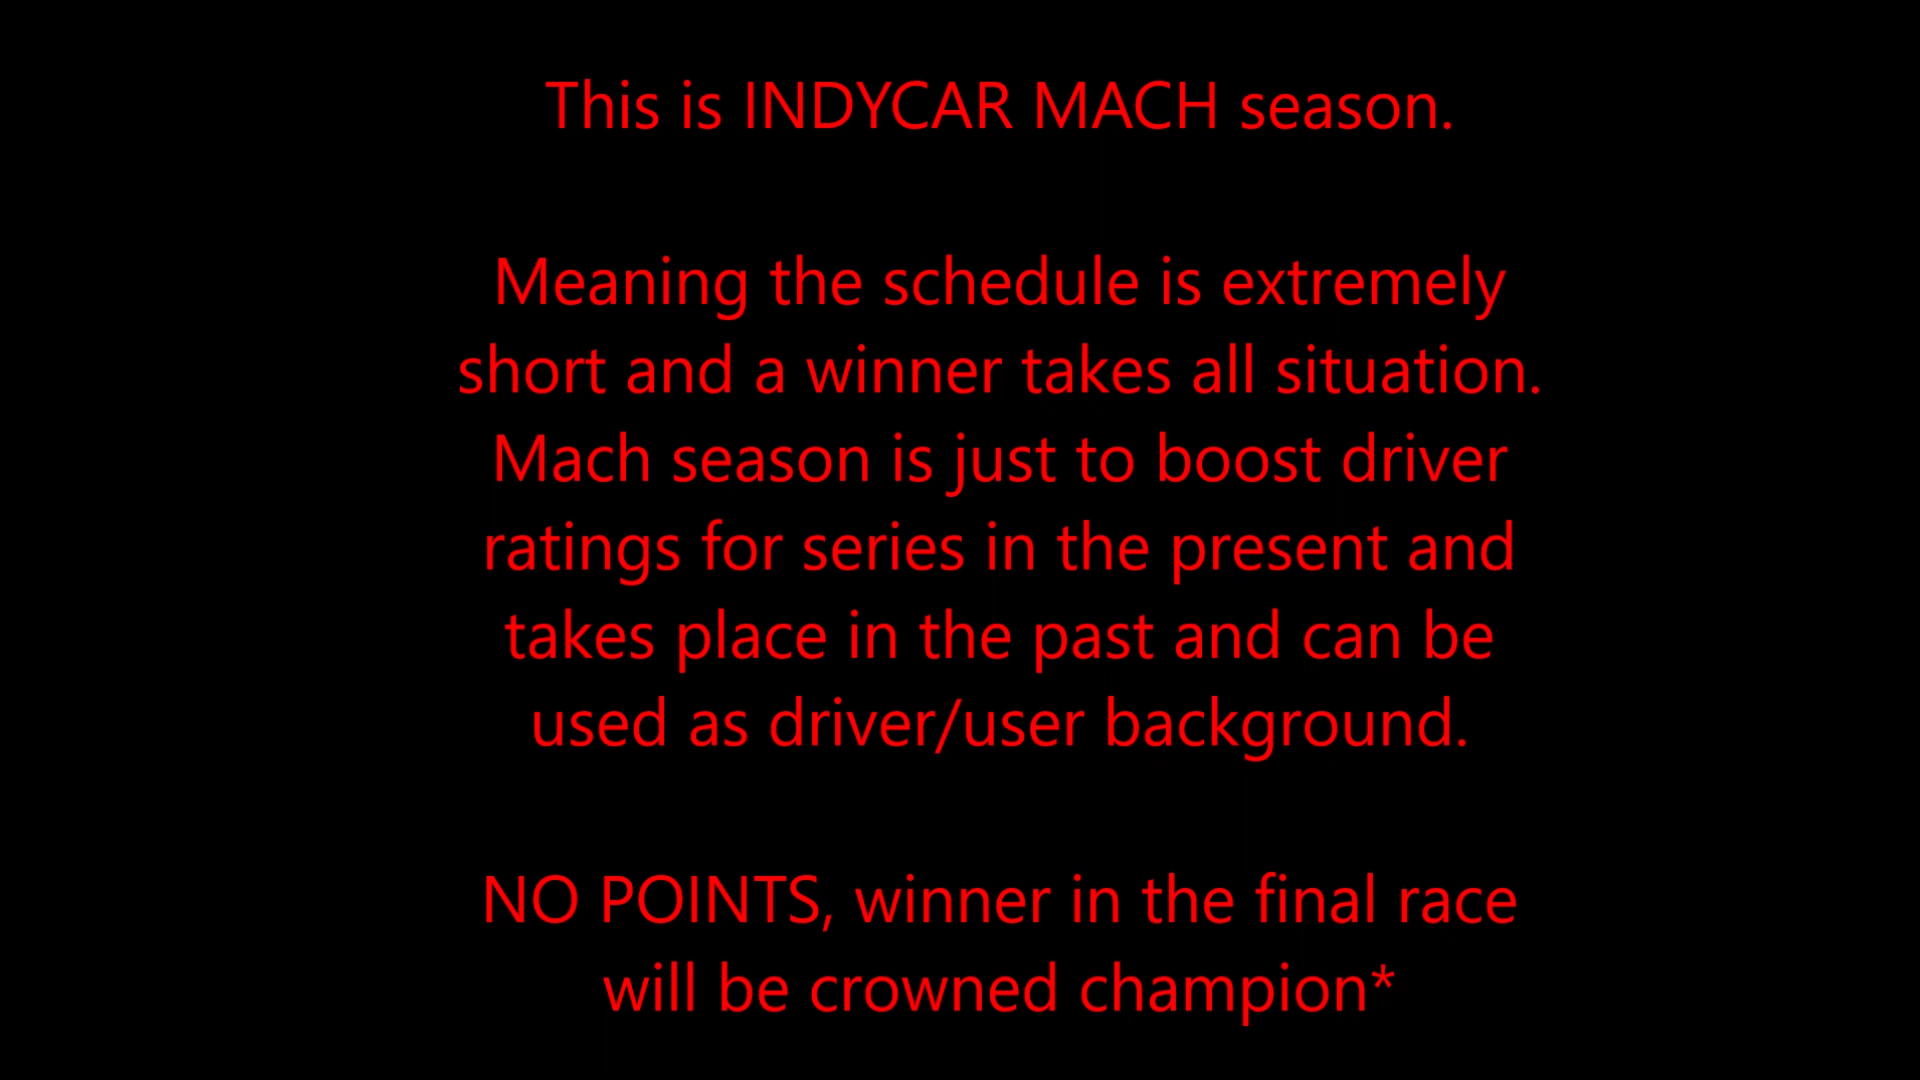 This is INDYCAR MACH season.
Meaning the schedule is extremely
short and a winner takes all situation.
Mach season is just to boost driver
ratings for series in the present and
takes place in the past and can be
used as driver/user background.
NO POINTS, winner in the final race
will be crowned champion*